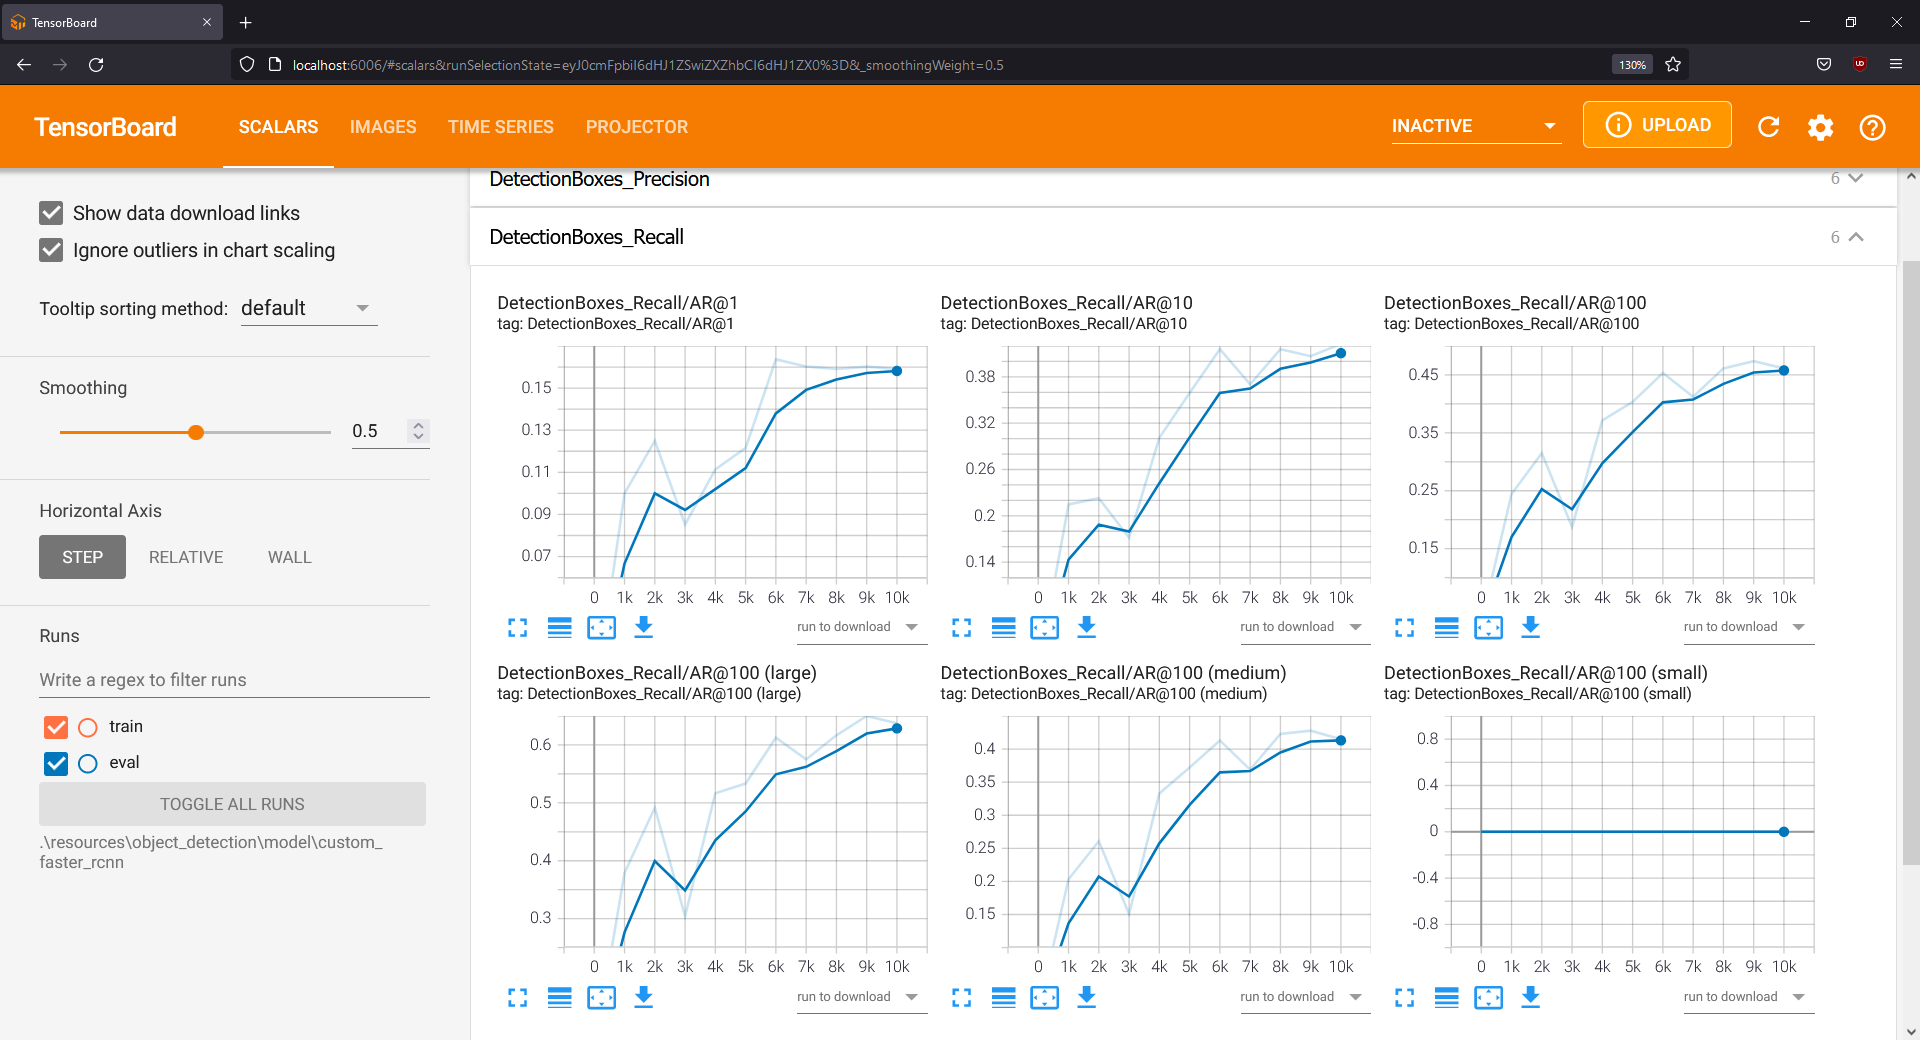 TensorBoard
localhost:6006/#scalars&runSelectionState=eyJ0cmFpbiI6dHJ1ZSwiZXZhbCI6dHJ1ZX0%3D&_smoothingWeight=0.5
130%
TensorBoard
SCALARS
IMAGES
TIME SERIES
PROJECTOR
INACTIVE
UPLOAD
Show data download links
Ignore outliers in chart scaling
Tooltip sorting method: default
Smoothing
0.5
Horizontal Axis
STEP
RELATIVE
WALL
Runs
Write a regex to filter runs
train
eval
TOGGLE ALL RUNS
.\resources\object_detection\model\custom_
faster_rcnn
DetectionBoxes_Precision
6
DetectionBoxes_Recall
6
DetectionBoxes_Recall/AR@1
tag: DetectionBoxes_Recall/AR@1
0.15
0.13
0.11
0.09
0.07
0 1k 2k 3k 4k 5k 6k 7k 8k 9k 10k
run to download
DetectionBoxes_Recall/AR@10
tag: DetectionBoxes_Recall/AR@10
0.38
0.32
0.26
0.2
0.14
0 1k 2k 3k 4k 5k 6k 7k 8k 9k 10k
run to download
DetectionBoxes_Recall/AR@100
tag: DetectionBoxes_Recall/AR@100
0.45
0.35
0.25
0.15
0 1k 2k 3k 4k 5k 6k 7k 8k 9k 10k
run to download
DetectionBoxes_Recall/AR@100 (large)
tag: DetectionBoxes_Recall/AR@100 (large)
0.6
0.5
0.4
0.3
0 1k 2k 3k 4k 5k 6k 7k 8k 9k 10k
run to download
DetectionBoxes_Recall/AR@100 (medium)
tag: DetectionBoxes_Recall/AR@100 (medium)
0.4
0.35
0.3
0.25
0.2
0.15
0 1k 2k 3k 4k 5k 6k 7k 8k 9k 10k
run to download
DetectionBoxes_Recall/AR@100 (small)
tag: DetectionBoxes_Recall/AR@100 (small)
0.8
0.4
0
-0.4
-0.8
0 1k 2k 3k 4k 5k 6k 7k 8k 9k 10k
run to download